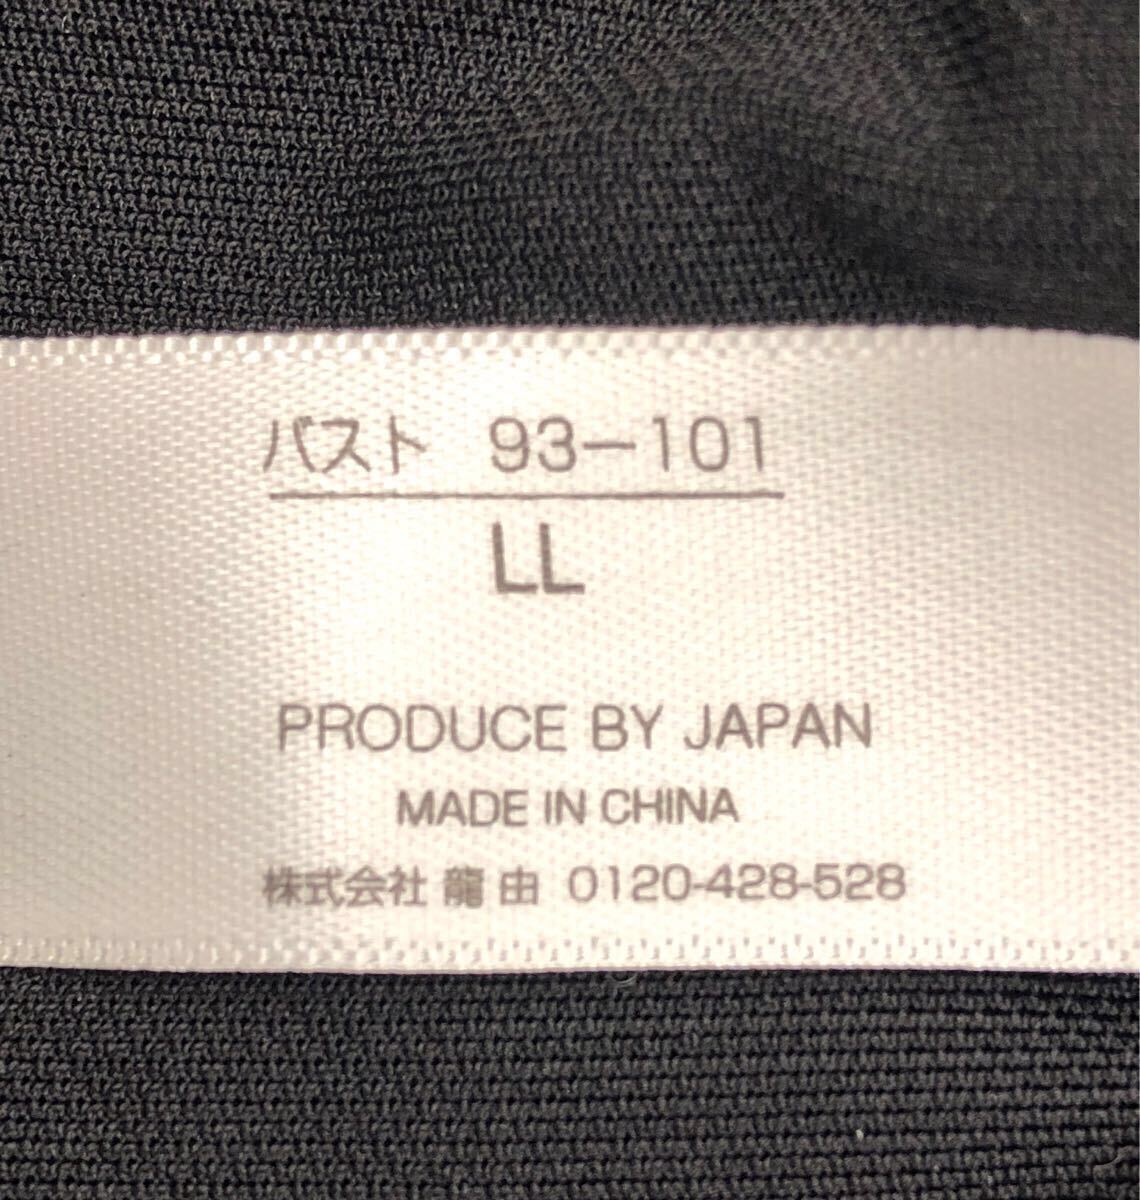 バスト 93-101
LL
PRODUCE BY JAPAN
MADE IN CHINA
株式会社 龍 由 0120-428-528